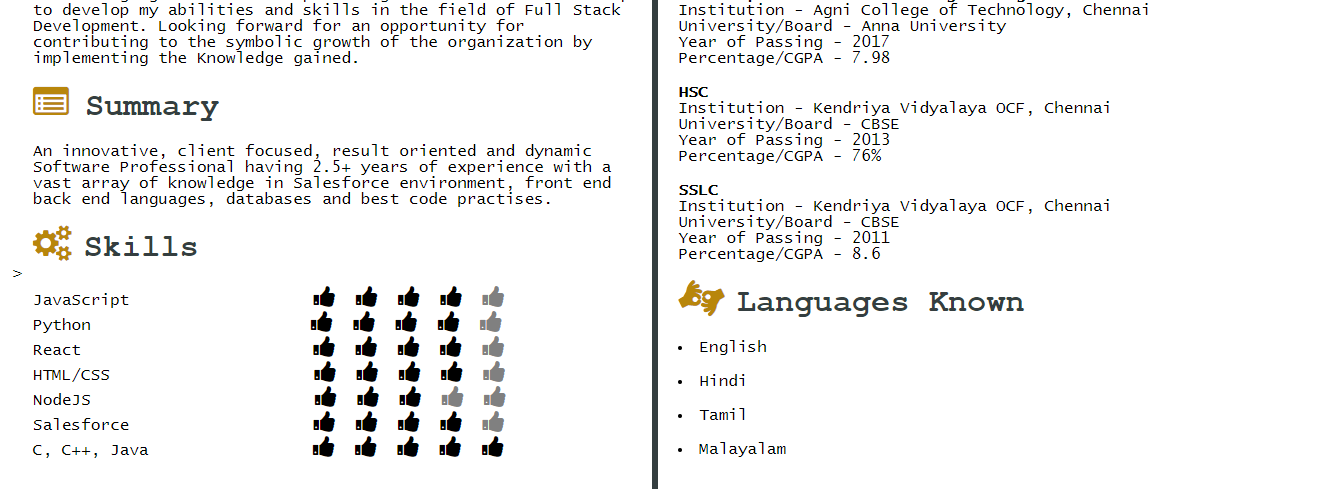 to develop my abilities and skills in the field of Full Stack
Development. Looking forward for an opportunity for
contributing to the symbolic growth of the organization by
implementing the Knowledge gained.
Summary
An innovative, client focused, result oriented and dynamic
Software Professional having 2.5+ years of experience with a
vast array of knowledge in Salesforce environment, front end
back end languages, databases and best code practises.
Skills
>
JavaScript
Python
React
HTML/CSS
NodeJS
Salesforce
C, C++, Java
Institution - Agni College of Technology, Chennai
University/Board - Anna University
Year of Passing - 2017
Percentage/CGPA - 7.98
HSC
Institution - Kendriya Vidyalaya OCF, Chennai
University/Board - CBSE
Year of Passing - 2013
Percentage/CGPA - 76%
SSLC
Institution - Kendriya Vidyalaya OCF, Chennai
University/Board - CBSE
Year of Passing - 2011
Percentage/CGPA - 8.6
Languages Known
• English
• Hindi
• Tamil
• Malayalam